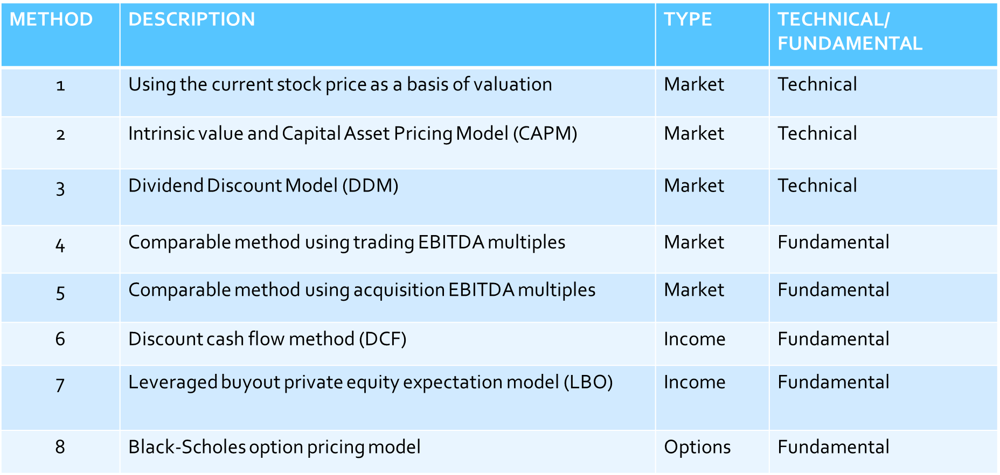 METHOD DESCRIPTION TYPE TECHNICAL/
FUNDAMENTAL
1 Using the current stock price as a basis of valuation Market Technical
2 Intrinsic value and Capital Asset Pricing Model (CAPM) Market Technical
3 Dividend Discount Model (DDM) Market Technical
4 Comparable method using trading EBITDA multiples Market Fundamental
5 Comparable method using acquisition EBITDA multiples Market Fundamental
6 Discount cash flow method (DCF) Income Fundamental
7 Leveraged buyout private equity expectation model (LBO) Income Fundamental
8 Black-Scholes option pricing model Options Fundamental